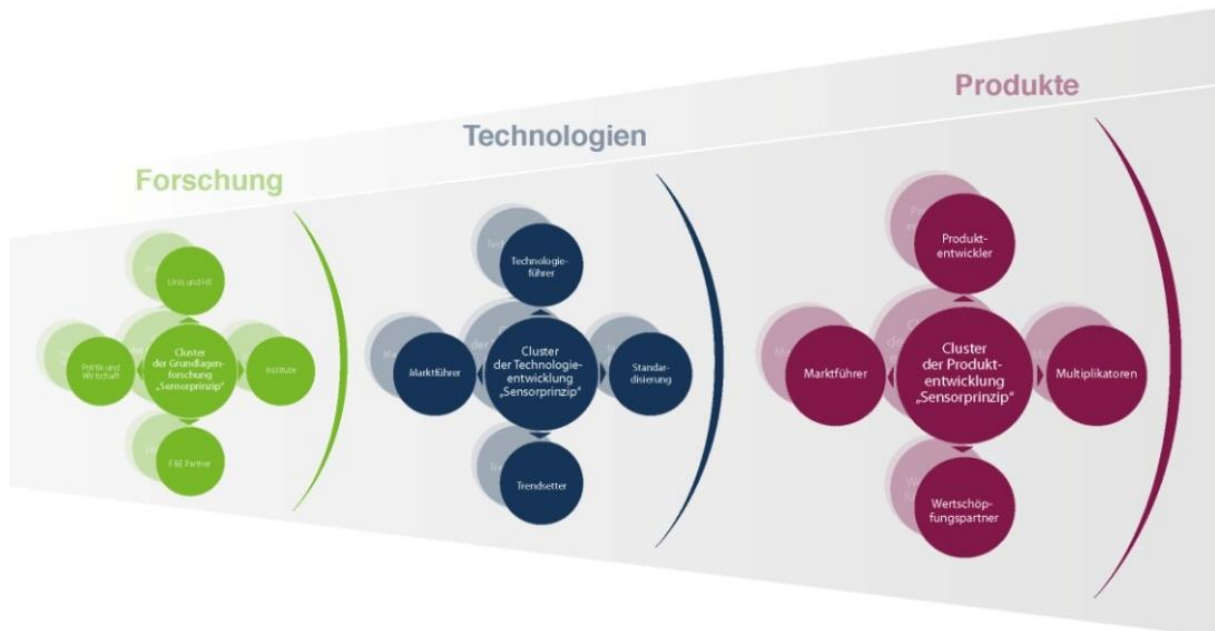 Forschung
Unis und HS
Politik und
Wirtschaft
Cluster
der Grundlagen-
forschung
„Sensorprinzip“
Institute
F&E Partner
Technologien
Technologie-
führer
Marktführer
Cluster
der Technologie-
entwicklung
„Sensorprinzip“
Standar-
disierung
Trendsetter
Produkte
Produkt-
entwickler
Marktführer
Cluster
der Produkt-
entwicklung
„Sensorprinzip“
Multiplikatoren
Wertschöp-
fungspartner